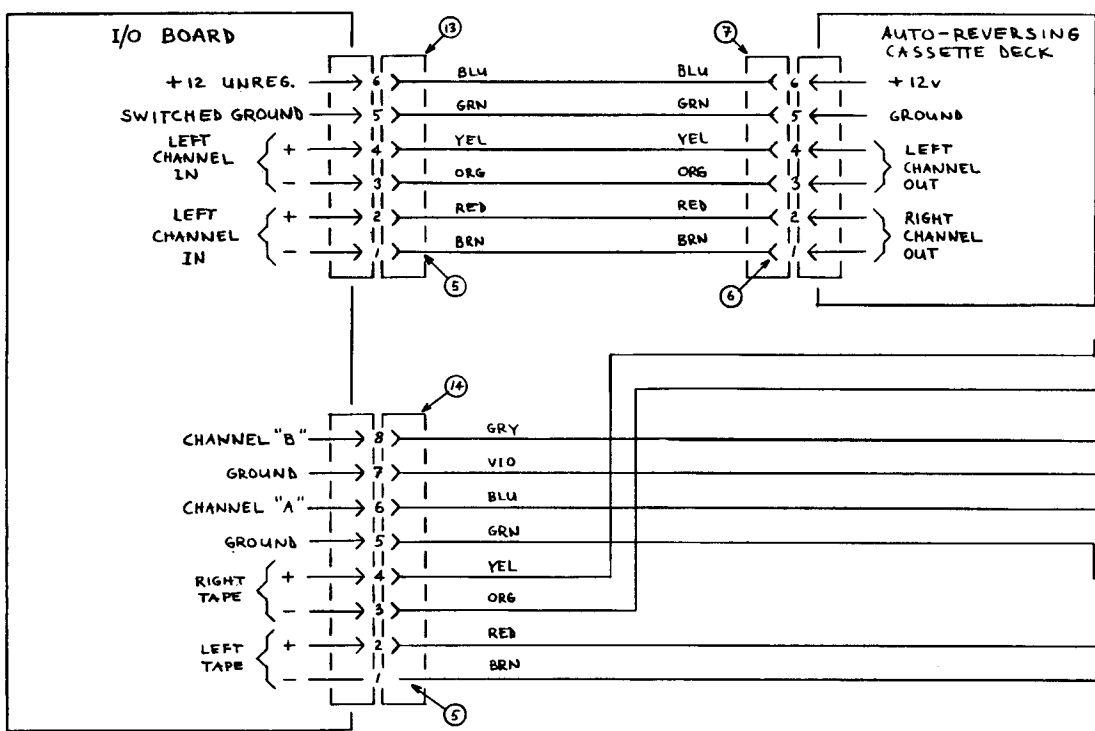 I/O BOARD
13
7
AUTO-REVERSING
CASSETTE DECK
+12 UNREG. 6 BLU BLU 6 +12V
SWITCHED GROUND 5 GRN GRN 5 GROUND
LEFT
CHANNEL
IN
+ 4 YEL YEL 4
- 3 ORG ORG 3
LEFT
CHANNEL
OUT
LEFT
CHANNEL
IN
+ 2 RED RED 2
- 1 BRN BRN 1
RIGHT
CHANNEL
OUT
5
6
14
CHANNEL "B" 8 GRY
GROUND 7 VIO
CHANNEL "A" 6 BLU
GROUND 5 GRN
RIGHT
TAPE
+ 4 YEL
- 3 ORG
LEFT
TAPE
+ 2 RED
- 1 BRN
5